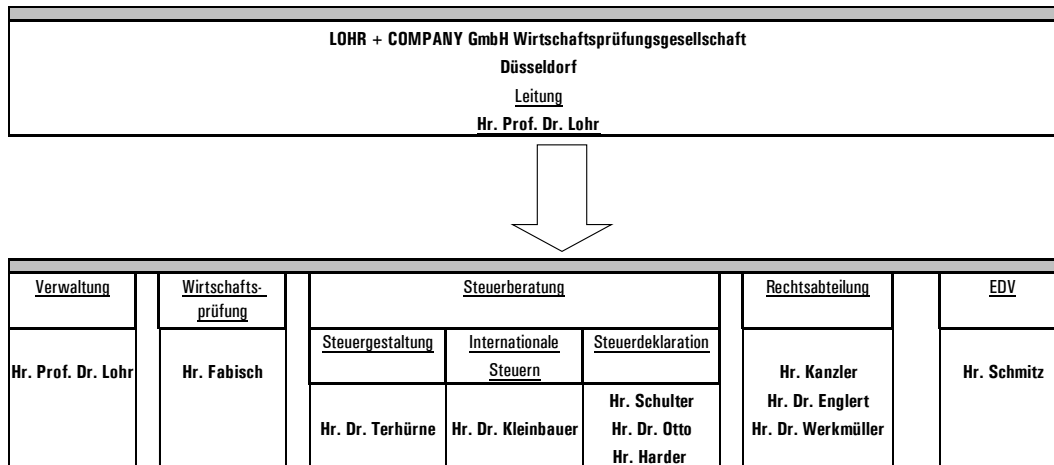 LOHR + COMPANY GmbH Wirtschaftsprüfungsgesellschaft
Düsseldorf
Leitung
Hr. Prof. Dr. Lohr
Verwaltung
Hr. Prof. Dr. Lohr
Wirtschafts-
prüfung
Hr. Fabisch
Steuerberatung
Steuergestaltung
Hr. Dr. Terhürne
Internationale
Steuern
Hr. Dr. Kleinbauer
Steuerdeklaration
Hr. Schulter
Hr. Dr. Otto
Hr. Harder
Rechtsabteilung
Hr. Kanzler
Hr. Dr. Englert
Hr. Dr. Werkmüller
EDV
Hr. Schmitz